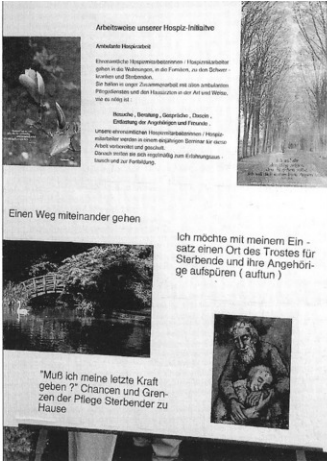 Arbeitsweise unserer Hospiz-Initiaitve
Ambulante Hospizarbeit
Ehrenamtliche Hospizmitarbeiterinnen / Hospizmitarbeiter
gehen in die Wohnungen, in die Familien, zu den Schwer -
kranken und Sterbenden.
Sie halten in enger Zusammenarbeit mit allen ambulanten
Pflegediensten und den Hausärzten in der Art und Weise,
wie es nötig ist :
Besuche , Beratung , Gespräche , Dasein ,
Entlastung der Angehörigen und Freunde .
Unsere ehrenamtlichen Hospizmitarbeiterinnen / Hospiz-
mitarbeiter werden in einem einjährigen Seminar für diese
Arbeit vorbereitet und geschult.
Danach treffen sie sich regelmäßig zum Erfahrungsaus -
tausch und zur Fortbildung.
Einen Weg miteinander gehen
Ich möchte mit meinem Ein -
satz einen Ort des Trostes für
Sterbende und ihre Angehöri-
ge aufspüren ( auftun )
"Muß ich meine letzte Kraft
geben ?" Chancen und Gren-
zen der Pflege Sterbender zu
Hause